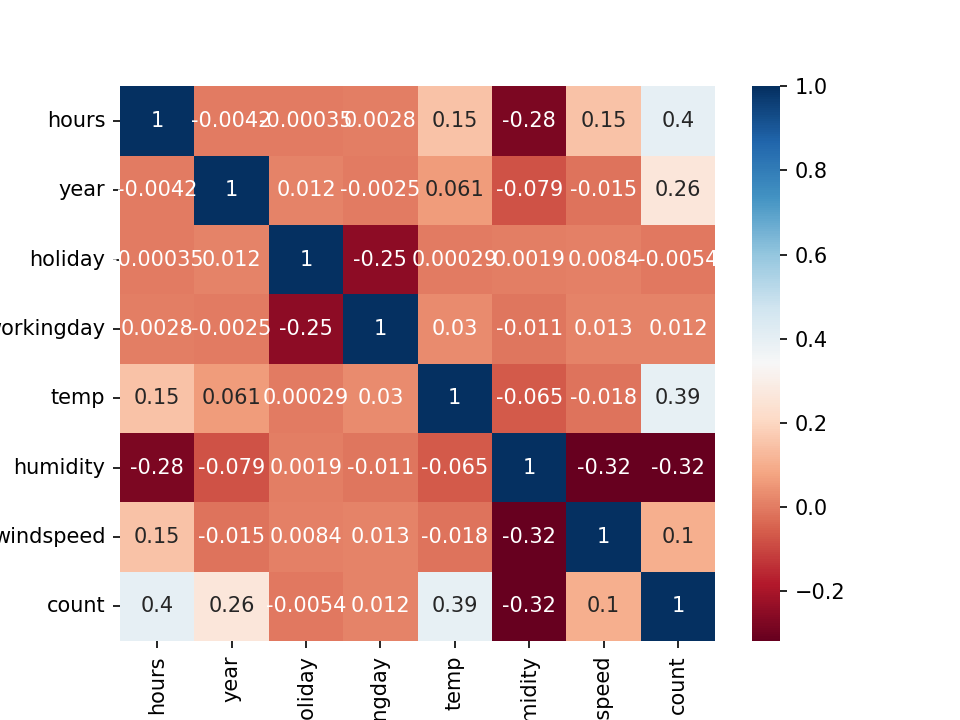 1.0
hours 1 -0.0042 -0.00035 0.0028 0.15 -0.28 0.15 0.4
0.8
year -0.0042 1 0.012 -0.0025 0.061 -0.079 -0.015 0.26
0.6
holiday -0.00035 0.012 1 -0.25 0.00029 0.0019 0.0084 -0.0054
orkingday 0.0028 -0.0025 -0.25 1 0.03 -0.011 0.013 0.012
0.4
temp 0.15 0.061 0.00029 0.03 1 -0.065 -0.018 0.39
0.2
humidity -0.28 -0.079 0.0019 -0.011 -0.065 1 -0.32 -0.32
0.0
windspeed 0.15 -0.015 0.0084 0.013 -0.018 -0.32 1 0.1
−0.2
count 0.4 0.26 -0.0054 0.012 0.39 -0.32 0.1 1
hours year oliday ngday temp midity speed count